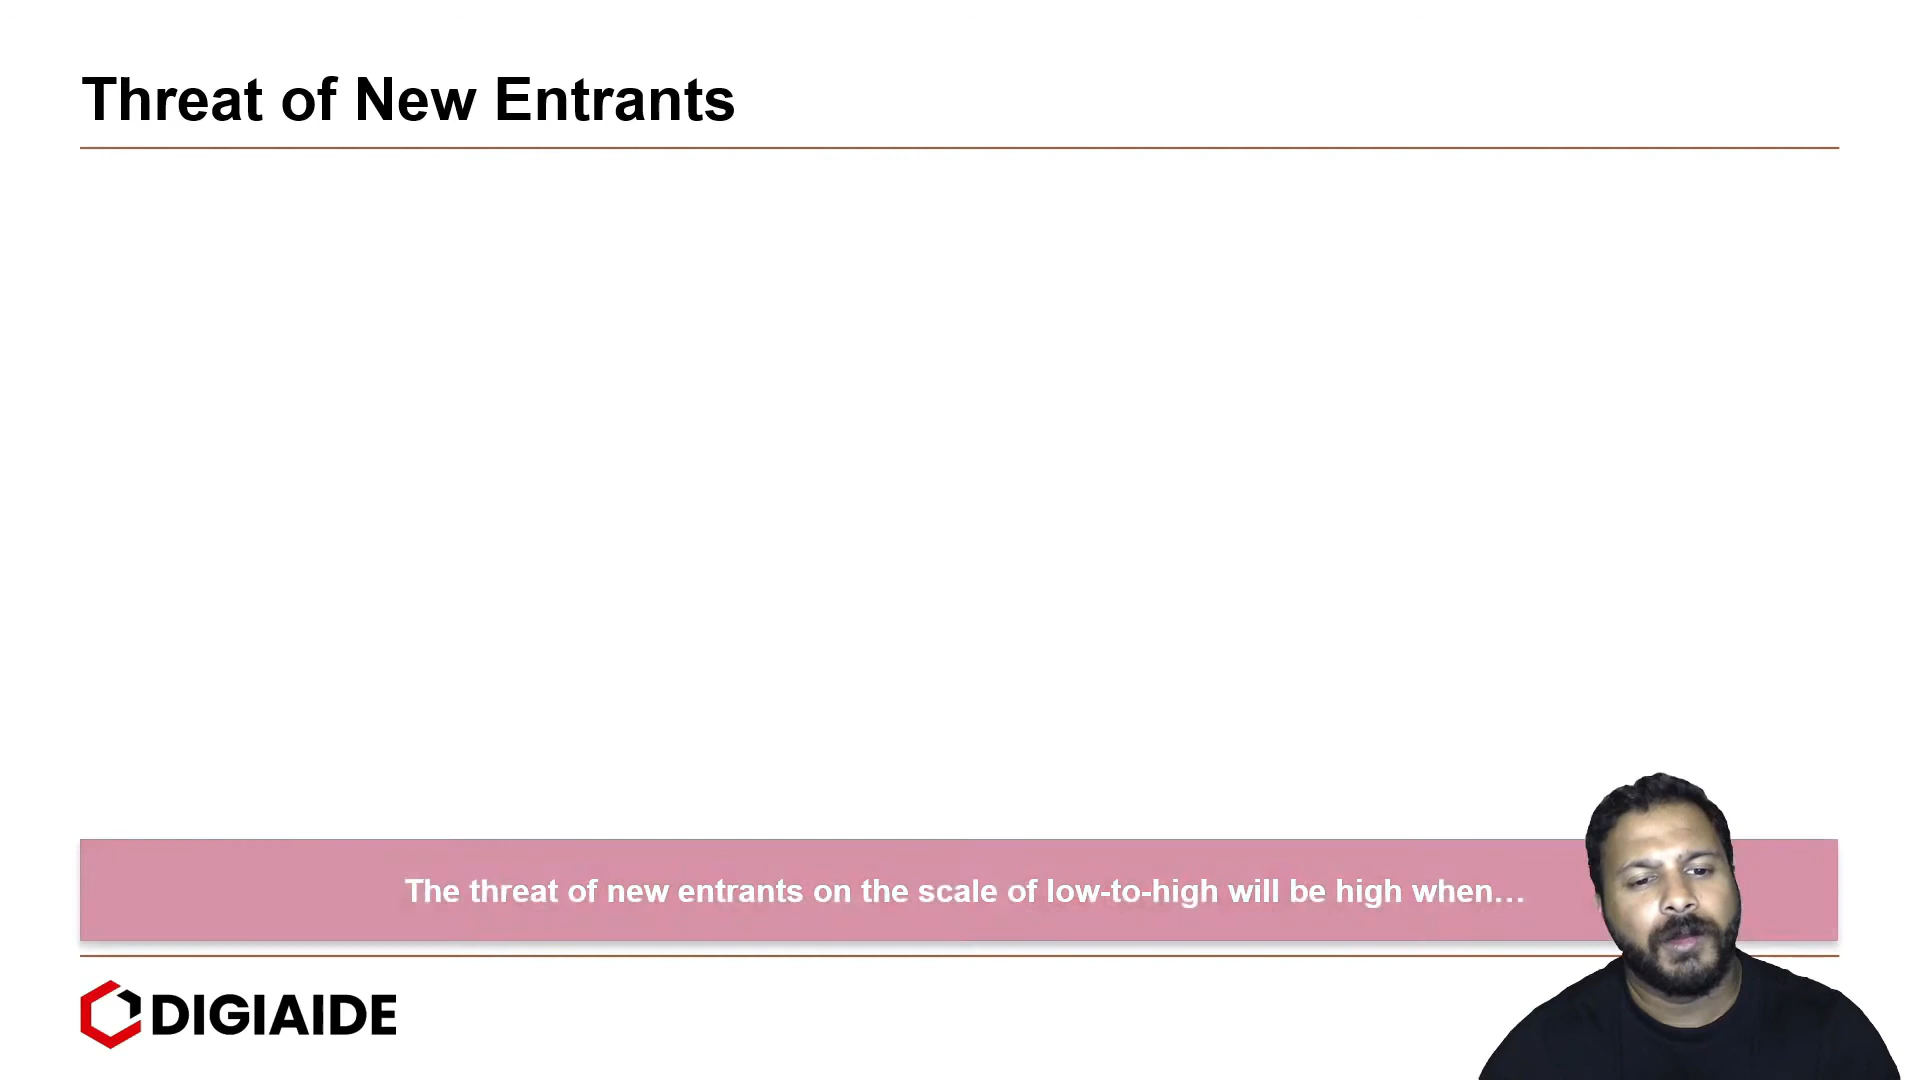 Threat of New Entrants
The threat of new entrants on the scale of low-to-high will be high when…
DIGIAIDE